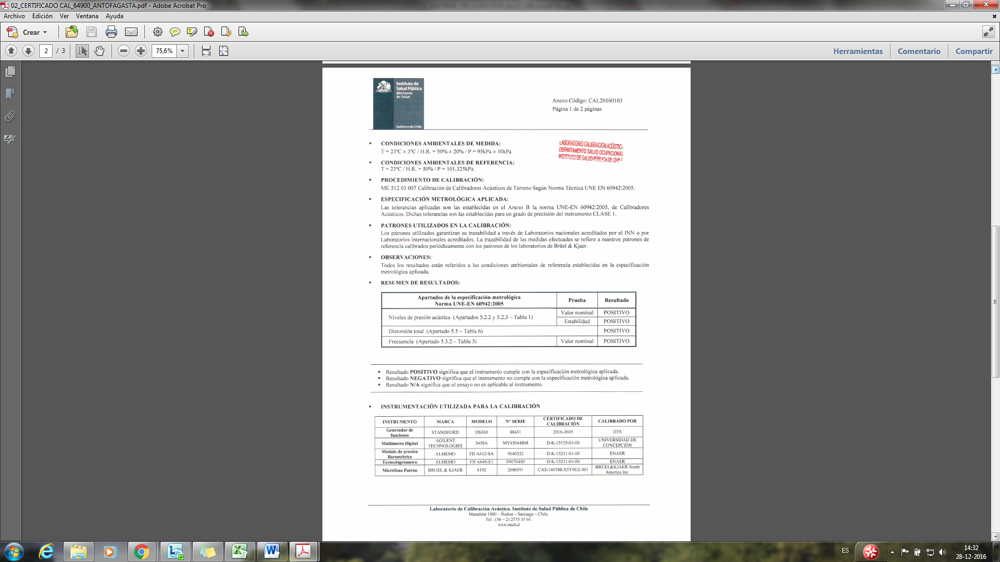 02_CERTIFICADO CAL_64900_ANTOFAGASTA.pdf - Adobe Acrobat Pro
Archivo Edición Ver Ventana Ayuda
Crear
2 / 3 75,6% Herramientas Comentario Compartir
Instituto de
Salud Pública
Ministerio
de Salud
Gobierno de Chile
Anexo Código: CAL20160103
Página 1 de 2 páginas
LABORATORIO CALIBRACIÓN ACÚSTICA
DEPARTAMENTO SALUD OCUPACIONAL
INSTITUTO DE SALUD PÚBLICA DE CHILE
▪ CONDICIONES AMBIENTALES DE MEDIDA:
T = 23ºC ± 3ºC / H.R. = 50% ± 20% / P = 95kPa ± 10kPa
▪ CONDICIONES AMBIENTALES DE REFERENCIA:
T = 23ºC / H.R. = 50% / P = 101,325kPa
▪ PROCEDIMIENTO DE CALIBRACIÓN:
ME 512 03 007 Calibración de Calibradores Acústicos de Terreno Según Norma Técnica UNE EN 60942:2005.
▪ ESPECIFICACIÓN METROLÓGICA APLICADA:
Las tolerancias aplicadas son las establecidas en el Anexo B la norma UNE-EN 60942:2005, de Calibradores
Acústicos. Dichas tolerancias son las establecidas para un grado de precisión del instrumento CLASE 1.
▪ PATRONES UTILIZADOS EN LA CALIBRACIÓN:
Los patrones utilizados garantizan su trazabilidad a través de Laboratorios nacionales acreditados por el INN o por
Laboratorios internacionales acreditados. La trazabilidad de las medidas efectuadas se refiere a nuestros patrones de
referencia calibrados periódicamente con los patrones de los laboratorios de Brüel & Kjaer.
▪ OBSERVACIONES:
Todos los resultados están referidos a las condiciones ambientales de referencia establecidas en la especificación
metrológica aplicada.
▪ RESUMEN DE RESULTADOS:
Apartados de la especificación metrológica
Norma UNE-EN 60942:2005
Prueba Resultado
Niveles de presión acústica (Apartados 5.2.2 y 5.2.3 – Tabla 1) Valor nominal POSITIVO
Estabilidad POSITIVO
Distorsión total (Apartado 5.5 – Tabla 6) POSITIVO
Frecuencia (Apartado 5.3.2 – Tabla 3) Valor nominal POSITIVO
▪ Resultado POSITIVO significa que el instrumento cumple con la especificación metrológica aplicada.
▪ Resultado NEGATIVO significa que el instrumento no cumple con la especificación metrológica aplicada.
▪ Resultado N/A significa que el ensayo no es aplicable al instrumento.
▪ INSTRUMENTACIÓN UTILIZADA PARA LA CALIBRACIÓN
INSTRUMENTO MARCA MODELO Nº SERIE CERTIFICADO DE CALIBRACIÓN CALIBRADO POR
Generador de funciones STANDFORD DS360 88431 2016-3605 DTS
Multímetro Digital AGILENT TECHNOLOGIES 3458A MY45044808 D-K-15155-01-00 UNIVERSIDAD DE CONCEPCIÓN
Módulo de presión Barométrica ALMEMO FD A612-SA 9040332 D-K-15211-01-00 ENAER
Termohigrómetro ALMEMO FH A646-E1 09070450 D-K-15211-01-00 ENAER
Micrófono Patrón BRUEL & KJAER 4192 2686091 CAS-140788-X5Y9G2-301 BRÜEL&KJAER North America Inc.
Laboratorio de Calibración Acústica. Instituto de Salud Pública de Chile
Marathón 1000 – Ñuñoa – Santiago – Chile.
Tel.: (56 – 2) 2575 55 61.
www.ispch.cl
ES
14:32
28-12-2016